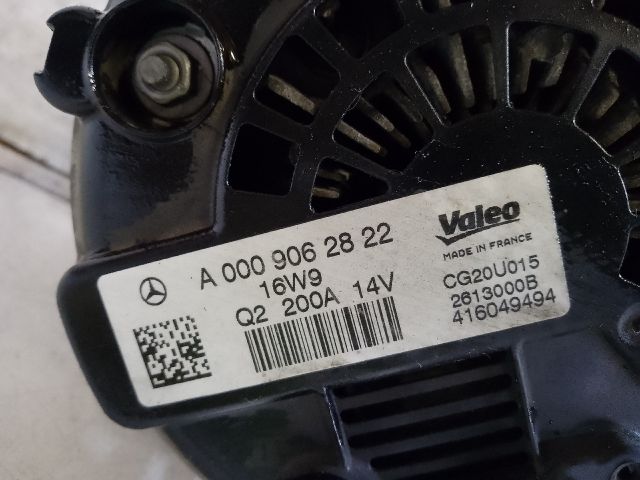 A 000 906 28 22
16W9
Q2 200A 14V
Valeo
MADE IN FRANCE
CG20U015
2613000B
416049494